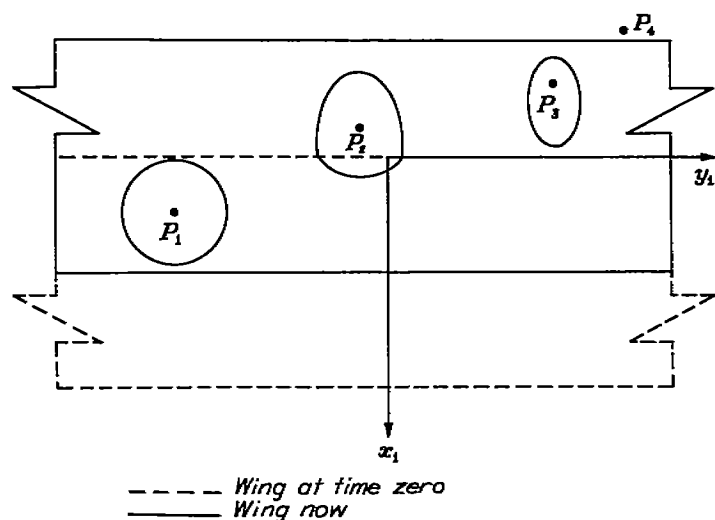 P₄
P₃
P₂
y₁
P₁
x₁
Wing at time zero
Wing now